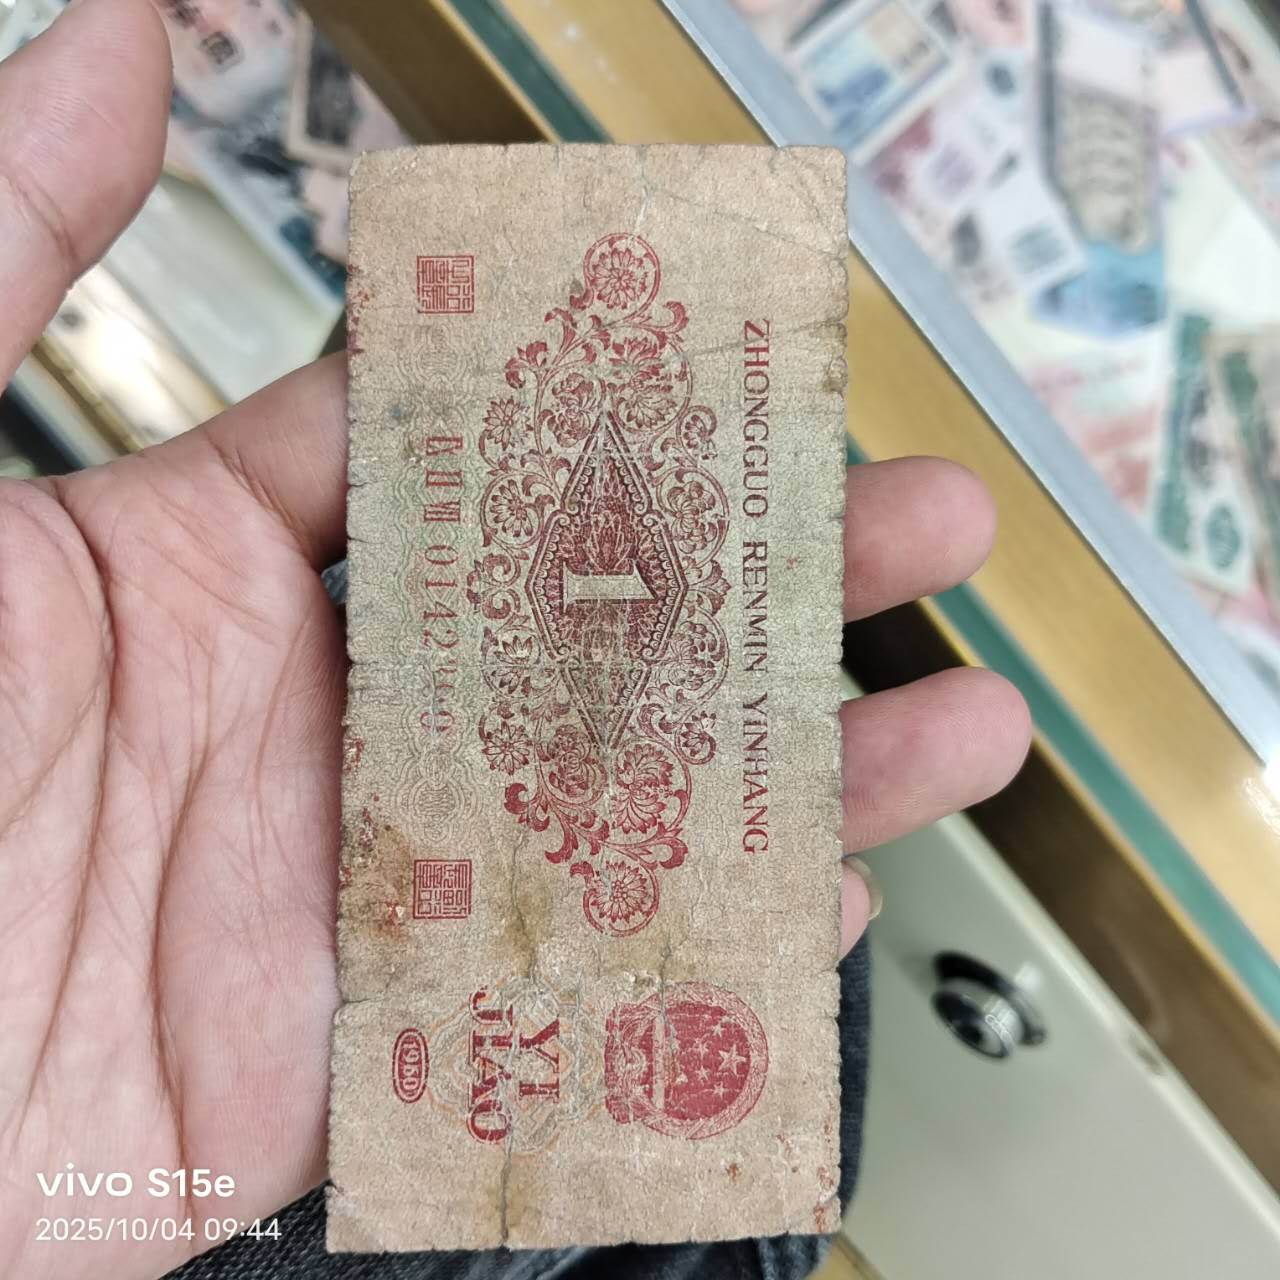 ZHONGGUO RENMIN YINHANG
1
YI
JIAO
1960
vivo S15e
2025/10/04 09:44